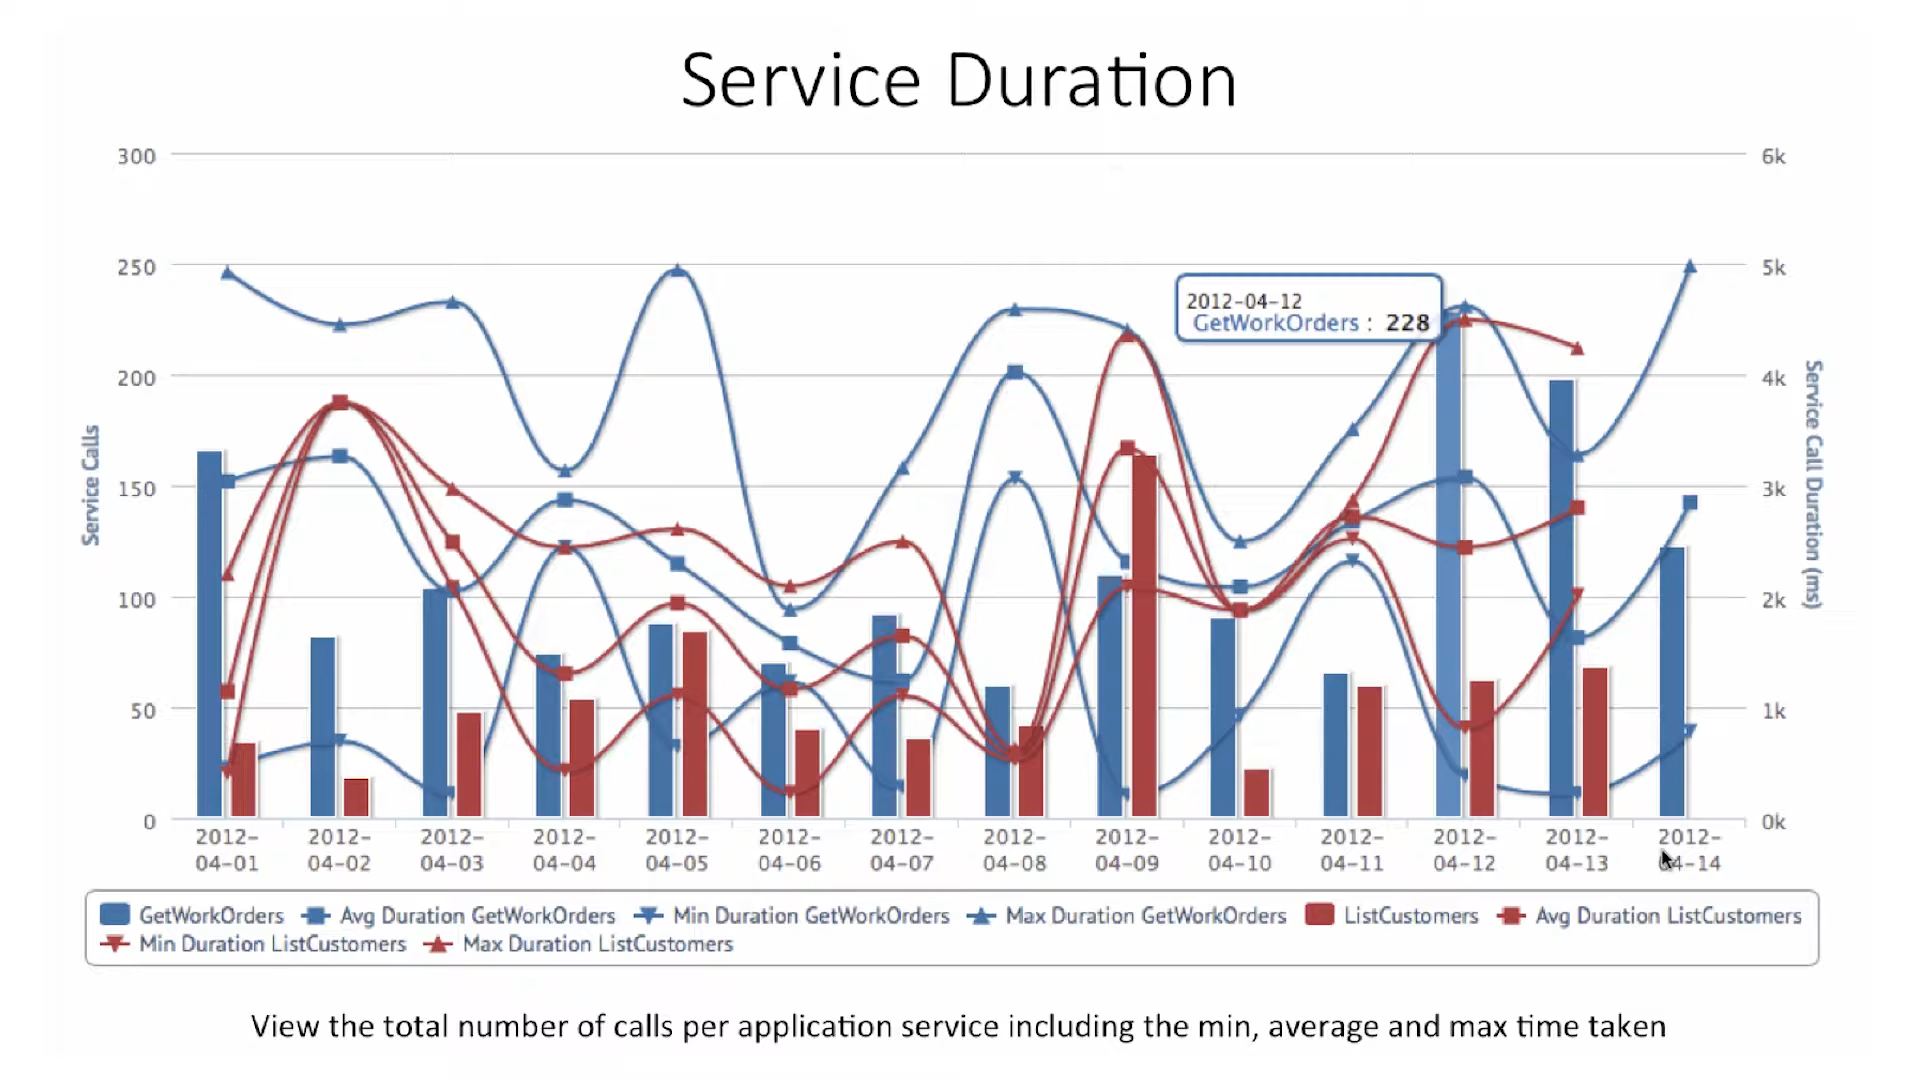 Service Duration
300
250
200
150
100
50
0
Service Calls
6k
5k
4k
3k
2k
1k
0k
Service Call Duration (ms)
2012-04-12
GetWorkOrders : 228
2012-
04-01
2012-
04-02
2012-
04-03
2012-
04-04
2012-
04-05
2012-
04-06
2012-
04-07
2012-
04-08
2012-
04-09
2012-
04-10
2012-
04-11
2012-
04-12
2012-
04-13
2012-
04-14
GetWorkOrders Avg Duration GetWorkOrders Min Duration GetWorkOrders Max Duration GetWorkOrders ListCustomers Avg Duration ListCustomers
Min Duration ListCustomers Max Duration ListCustomers
View the total number of calls per application service including the min, average and max time taken